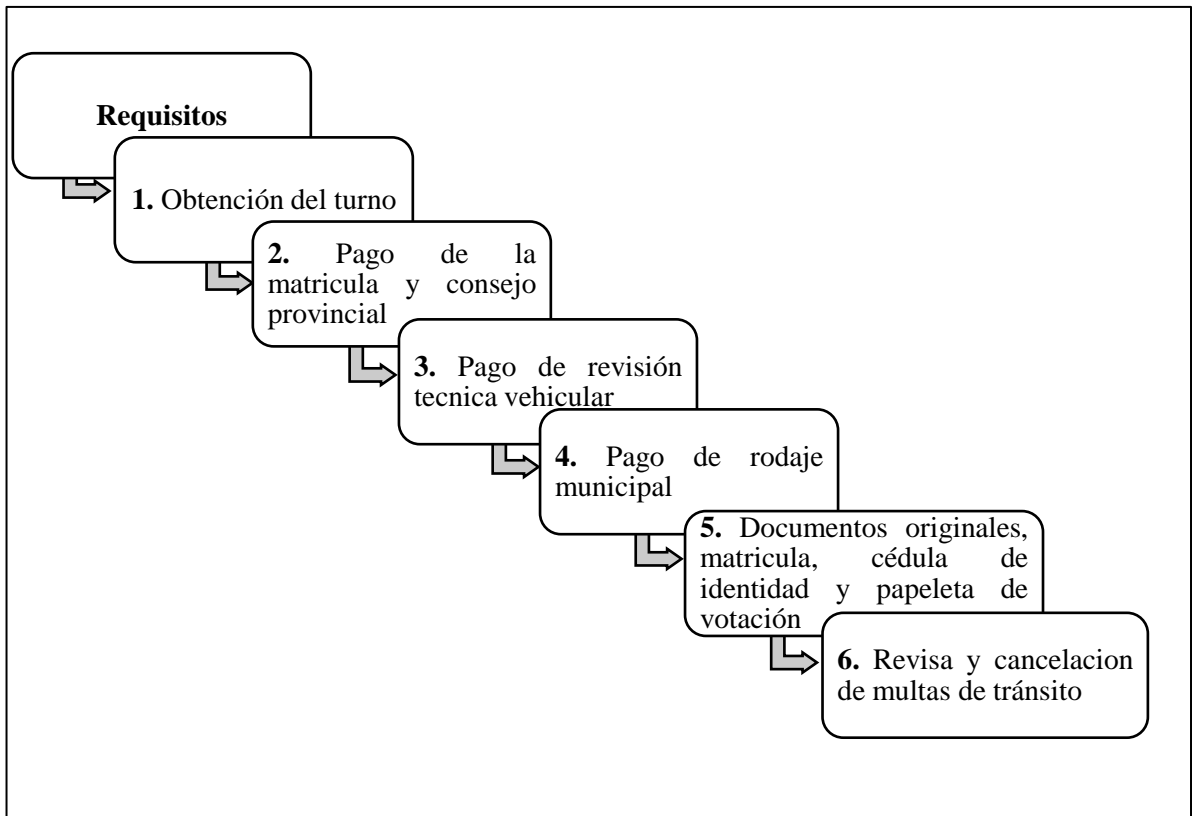 Requisitos
1. Obtención del turno
2. Pago de la
matricula y consejo
provincial
3. Pago de revisión
tecnica vehicular
4. Pago de rodaje
municipal
5. Documentos originales,
matricula, cédula de
identidad y papeleta de
votación
6. Revisa y cancelacion
de multas de tránsito